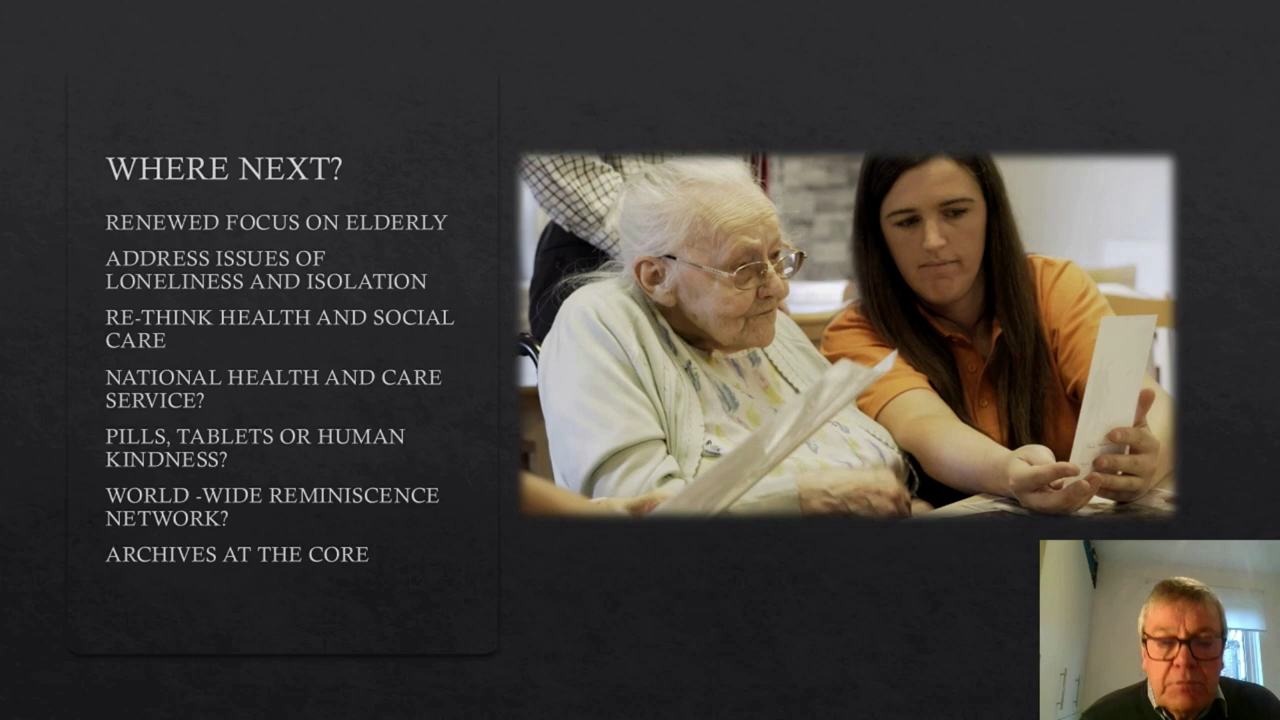 WHERE NEXT?
RENEWED FOCUS ON ELDERLY
ADDRESS ISSUES OF
LONELINESS AND ISOLATION
RE-THINK HEALTH AND SOCIAL
CARE
NATIONAL HEALTH AND CARE
SERVICE?
PILLS, TABLETS OR HUMAN
KINDNESS?
WORLD -WIDE REMINISCENCE
NETWORK?
ARCHIVES AT THE CORE